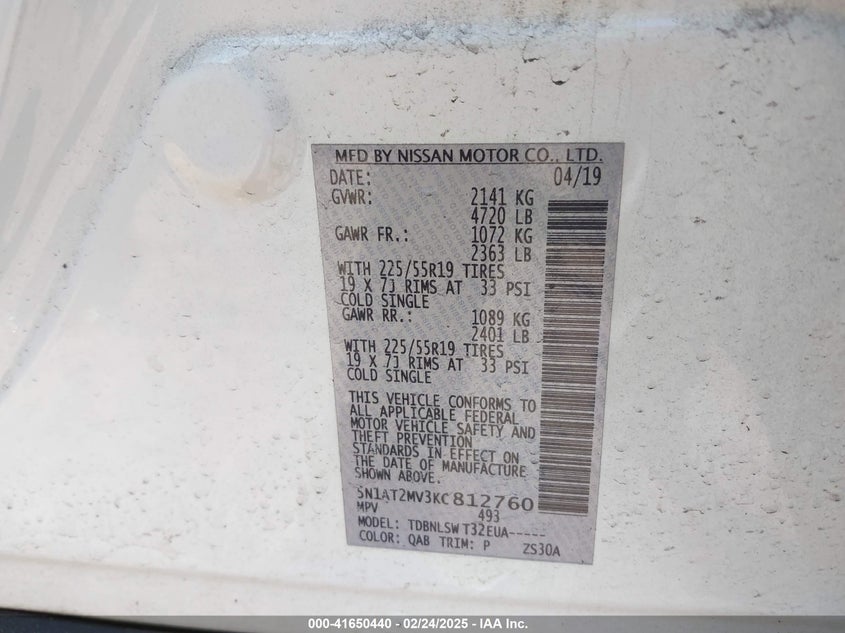 MFD BY NISSAN MOTOR CO., LTD.
DATE: 04/19
GVWR: 2141 KG
4720 LB
GAWR FR.: 1072 KG
2363 LB
WITH 225/55R19 TIRES
19 X 7J RIMS AT 33 PSI
COLD SINGLE
GAWR RR.: 1089 KG
2401 LB
WITH 225/55R19 TIRES
19 X 7J RIMS AT 33 PSI
COLD SINGLE
THIS VEHICLE CONFORMS TO
ALL APPLICABLE FEDERAL
MOTOR VEHICLE SAFETY AND
THEFT PREVENTION
STANDARDS IN EFFECT ON
THE DATE OF MANUFACTURE
SHOWN ABOVE.
5N1AT2MV3KC812760
MPV 493
MODEL: TDBNLSW T32EUA-----
COLOR: QAB TRIM: P ZS30A
000-41650440 - 02/24/2025 - IAA Inc.